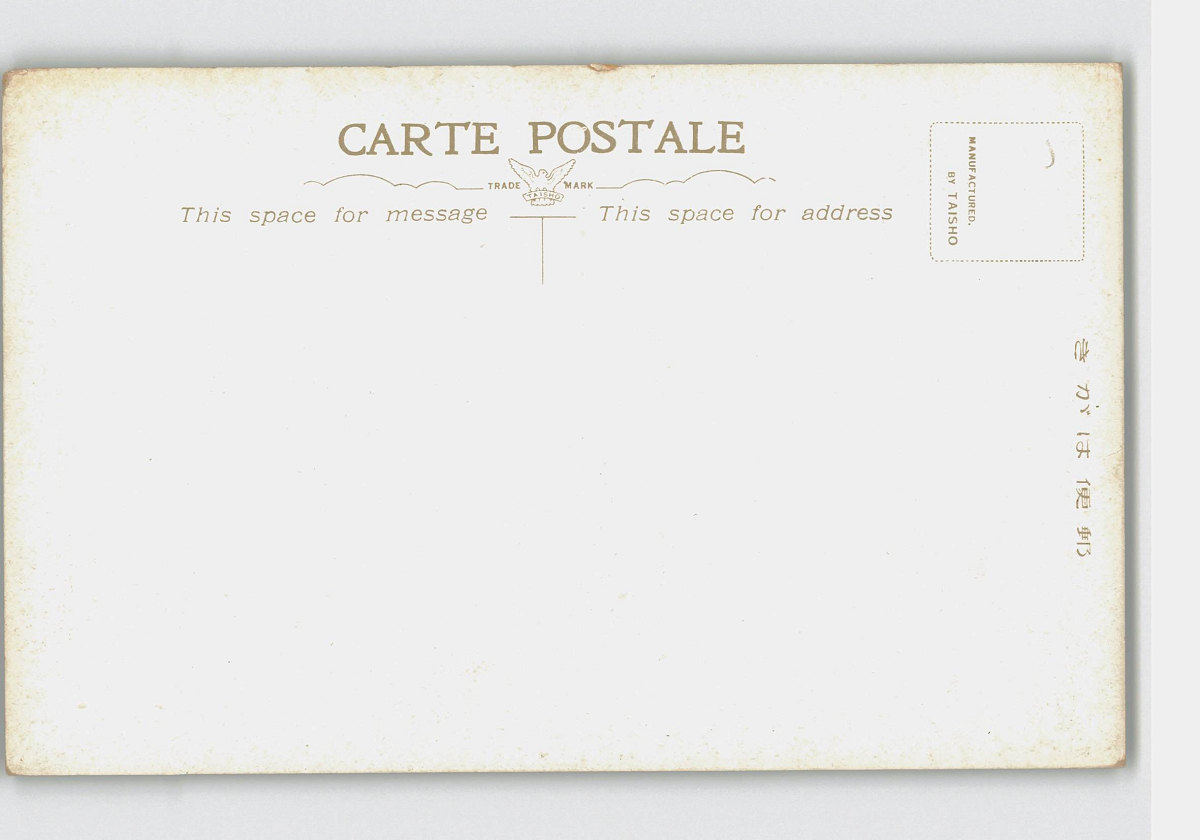 CARTE POSTALE
TRADE MARK
TAISHO
This space for message
This space for address
MANUFACTURED.
BY TAISHO
きがは便郵